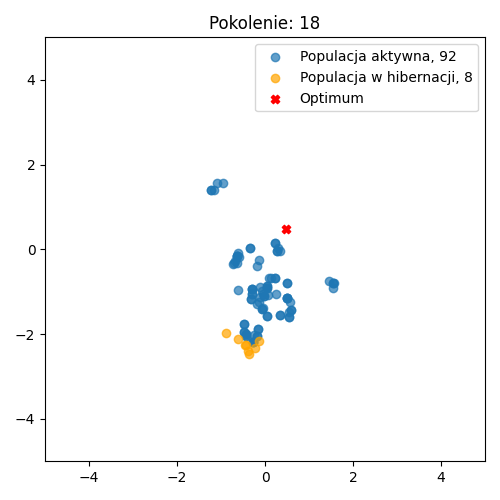 Pokolenie: 18
Populacja aktywna, 92
Populacja w hibernacji, 8
Optimum
4
2
0
−2
−4
−4
−2
0
2
4